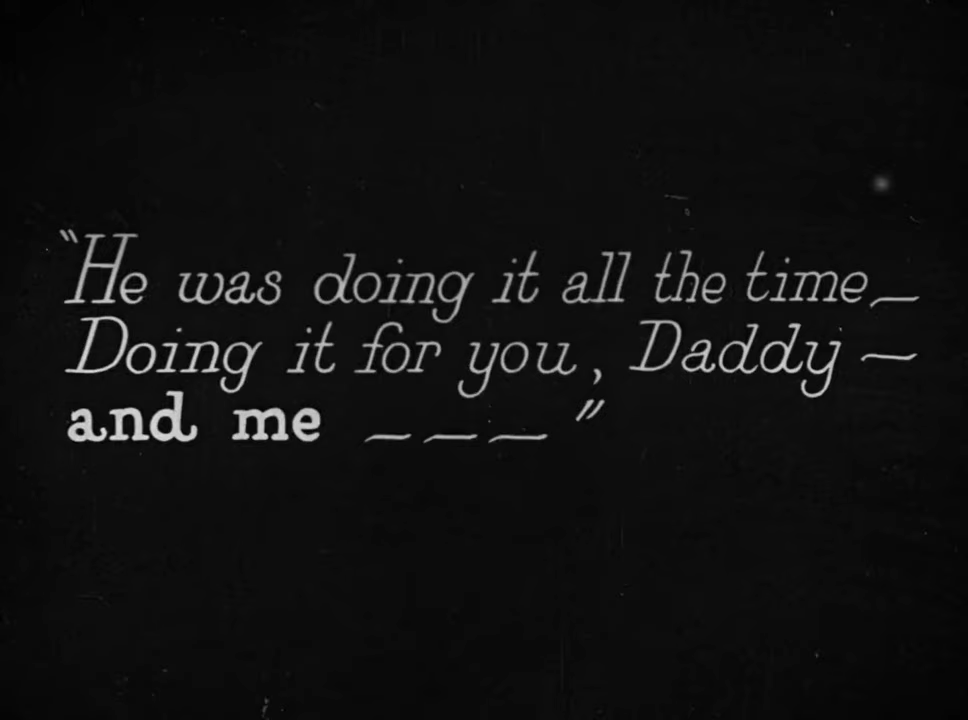 "He was doing it all the time—
Doing it for you, Daddy —
and me — — — "